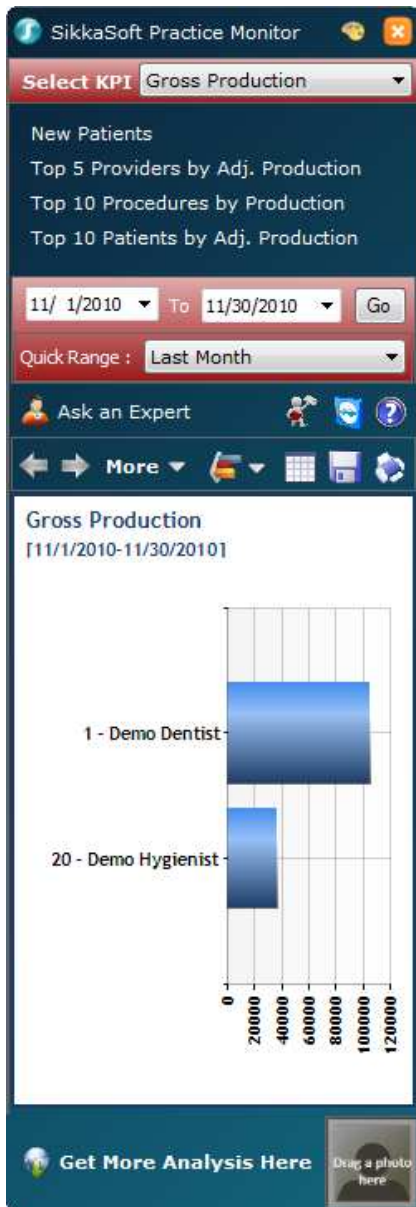 SikkaSoft Practice Monitor
Select KPI Gross Production
New Patients
Top 5 Providers by Adj. Production
Top 10 Procedures by Production
Top 10 Patients by Adj. Production
11/ 1/2010 To 11/30/2010 Go
Quick Range : Last Month
Ask an Expert
More
Gross Production
[11/1/2010-11/30/2010]
1 - Demo Dentist
20 - Demo Hygienist
0 20000 40000 60000 80000 100000 120000
Get More Analysis Here
Drag a photo
here